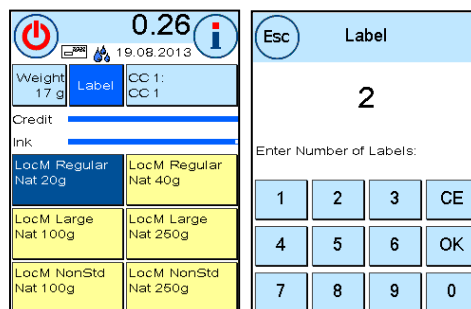 0.26
19.08.2013
Weight
17 g
Label
CC 1:
CC 1
Credit
Ink
LocM Regular
Nat 20g
LocM Regular
Nat 40g
LocM Large
Nat 100g
LocM Large
Nat 250g
LocM NonStd
Nat 100g
LocM NonStd
Nat 250g
Esc
Label
2
Enter Number of Labels:
1 2 3 CE
4 5 6 OK
7 8 9 0